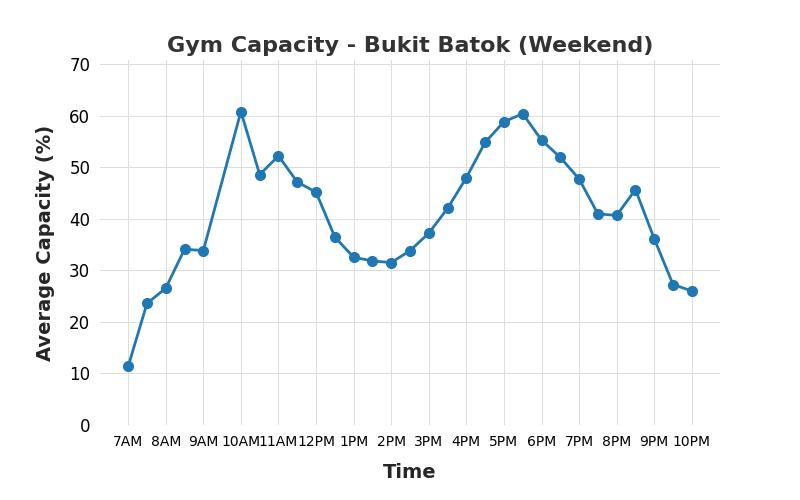 Gym Capacity - Bukit Batok (Weekend)
Average Capacity (%)
70
60
50
40
30
20
10
0
7AM 8AM 9AM 10AM 11AM 12PM 1PM 2PM 3PM 4PM 5PM 6PM 7PM 8PM 9PM 10PM
Time